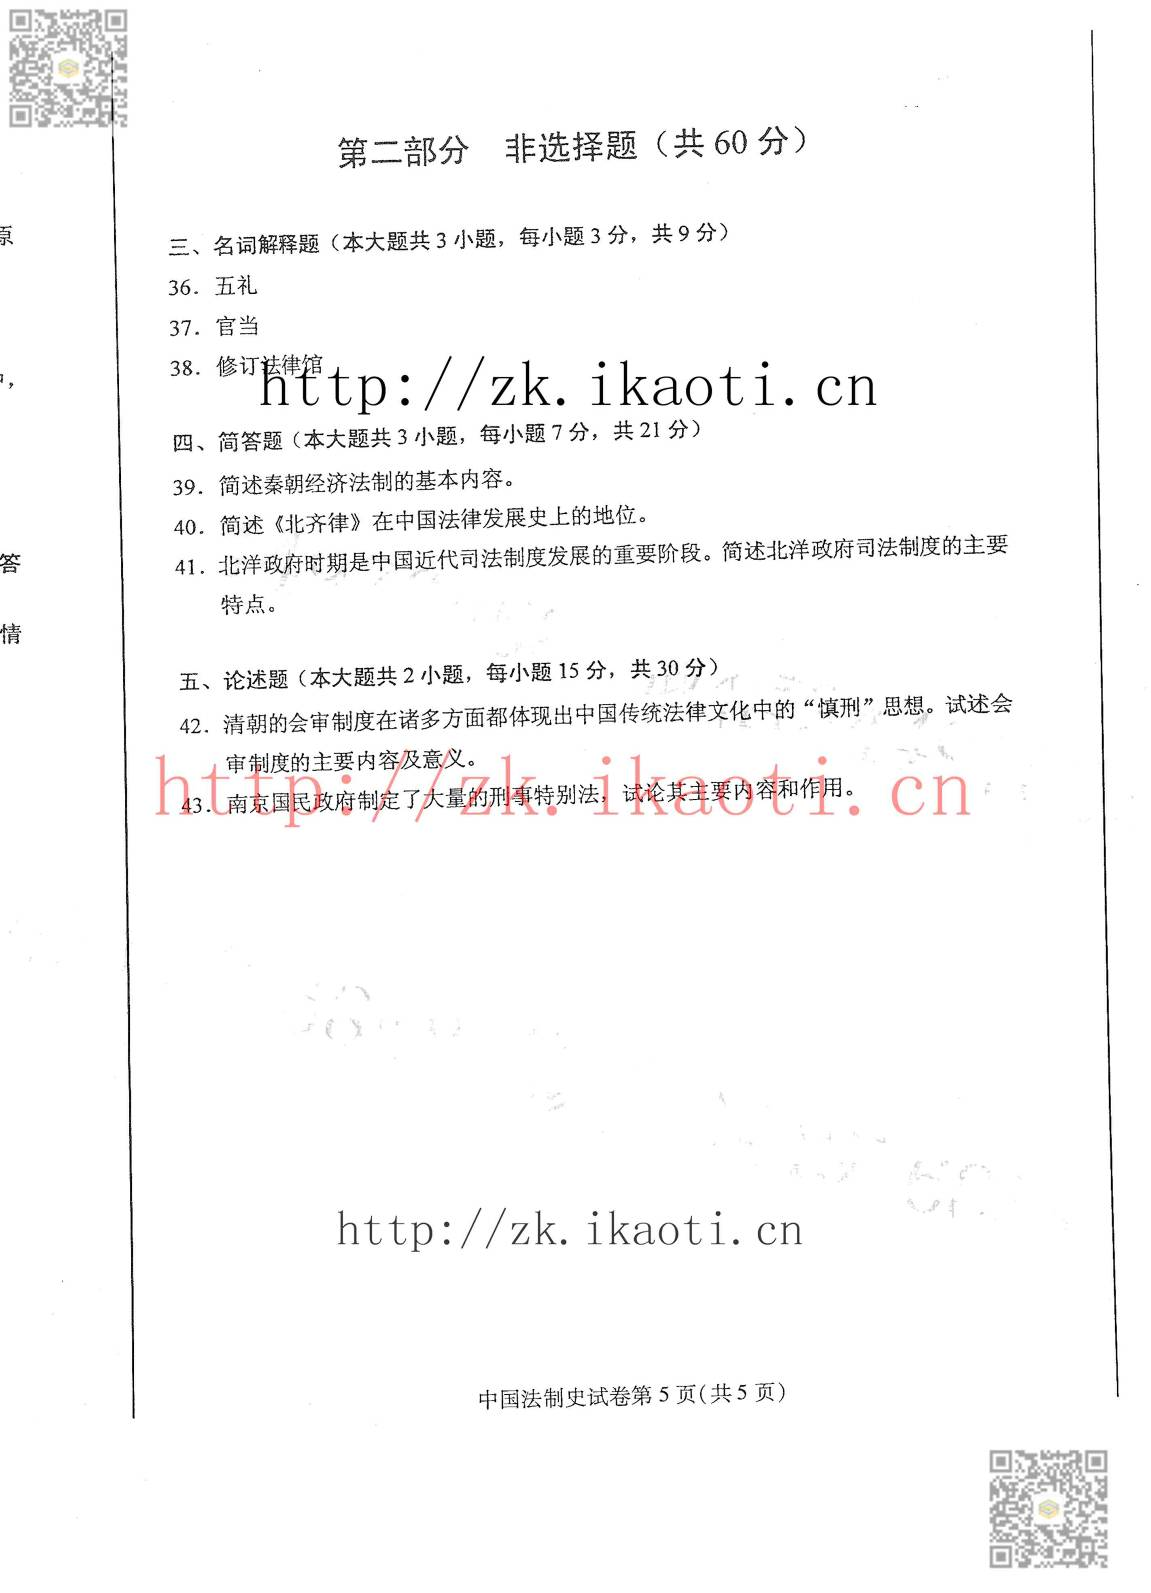 第二部分 非选择题（共 60 分）
原
三、名词解释题（本大题共 3 小题，每小题 3 分，共 9 分）
36．五礼
37．官当
38．修订法律馆
http://zk.ikaoti.cn
四、简答题（本大题共 3 小题，每小题 7 分，共 21 分）
39．简述秦朝经济法制的基本内容。
40．简述《北齐律》在中国法律发展史上的地位。
答
41．北洋政府时期是中国近代司法制度发展的重要阶段。简述北洋政府司法制度的主要
特点。
情
五、论述题（本大题共 2 小题，每小题 15 分，共 30 分）
42．清朝的会审制度在诸多方面都体现出中国传统法律文化中的“慎刑”思想。试述会
审制度的主要内容及意义。
http://zk.ikaoti.cn
43．南京国民政府制定了大量的刑事特别法，试论其主要内容和作用。
http://zk.ikaoti.cn
中国法制史试卷第 5 页(共 5 页)